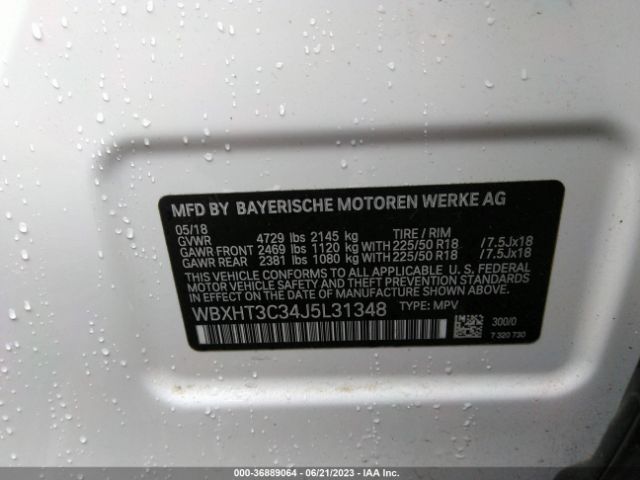 MFD BY BAYERISCHE MOTOREN WERKE AG
05/18
GVWR 4729 lbs 2145 kg TIRE / RIM
GAWR FRONT 2469 lbs 1120 kg WITH 225/50 R18 /7.5Jx18
GAWR REAR 2381 lbs 1080 kg WITH 225/50 R18 /7.5Jx18
THIS VEHICLE CONFORMS TO ALL APPLICABLE U. S. FEDERAL
MOTOR VEHICLE SAFETY, BUMPER, AND THEFT PREVENTION STANDARDS
IN EFFECT ON THE DATE OF MANUFACTURE SHOWN ABOVE.
WBXHT3C34J5L31348 TYPE: MPV
300/0
7 320 730
000-36889064 / 06/21/2023 - IAA Inc.